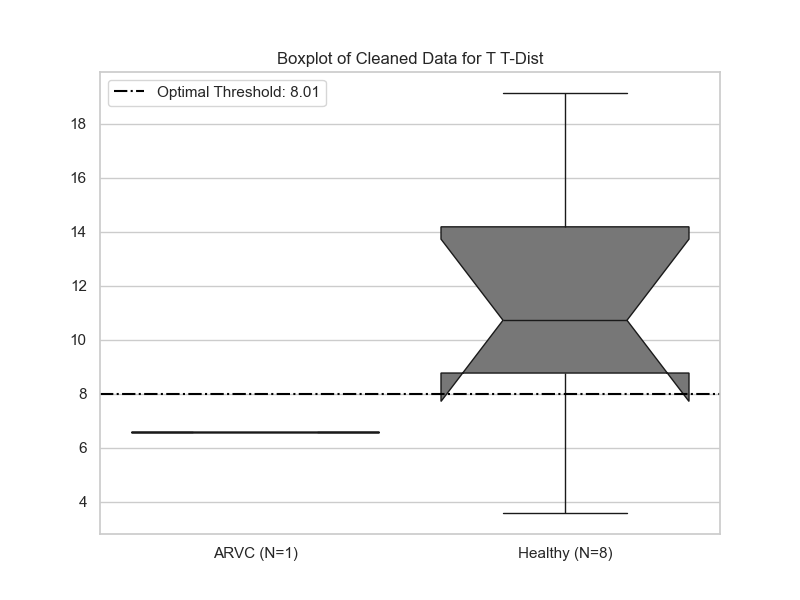 Boxplot of Cleaned Data for T T-Dist
Optimal Threshold: 8.01
18
16
14
12
10
8
6
4
ARVC (N=1)
Healthy (N=8)